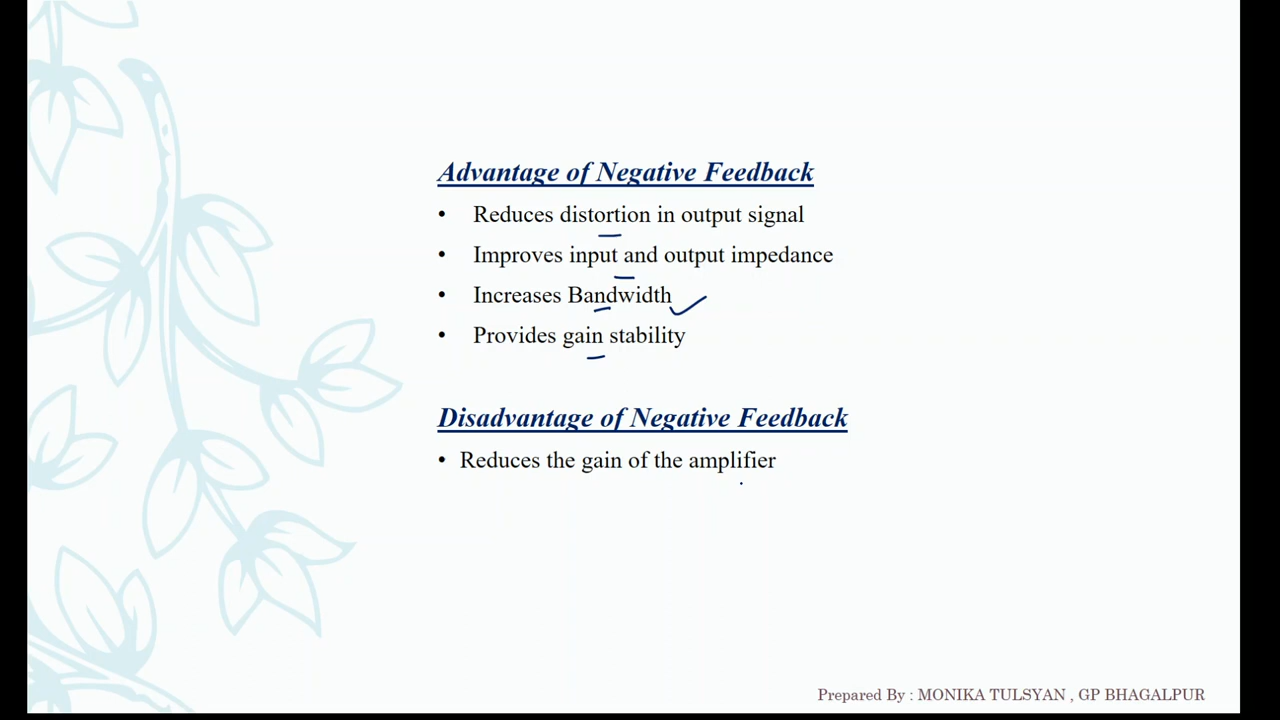 Advantage of Negative Feedback
• Reduces distortion in output signal
• Improves input and output impedance
• Increases Bandwidth
• Provides gain stability
Disadvantage of Negative Feedback
• Reduces the gain of the amplifier
Prepared By : MONIKA TULSYAN , GP BHAGALPUR